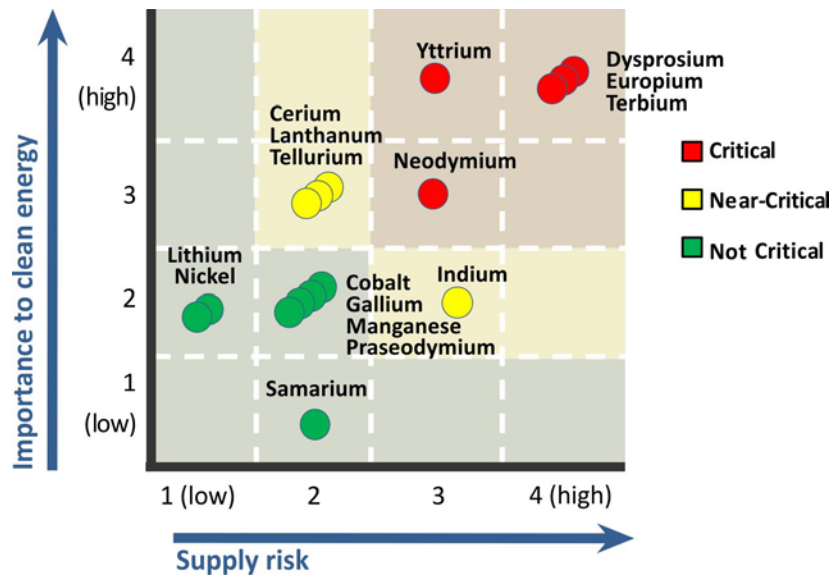 Importance to clean energy
4
(high)
3
2
1
(low)
Yttrium
Dysprosium
Europium
Terbium
Cerium
Lanthanum
Tellurium
Neodymium
Lithium
Nickel
Cobalt
Gallium
Manganese
Praseodymium
Indium
Samarium
Critical
Near-Critical
Not Critical
1 (low)
2
3
4 (high)
Supply risk